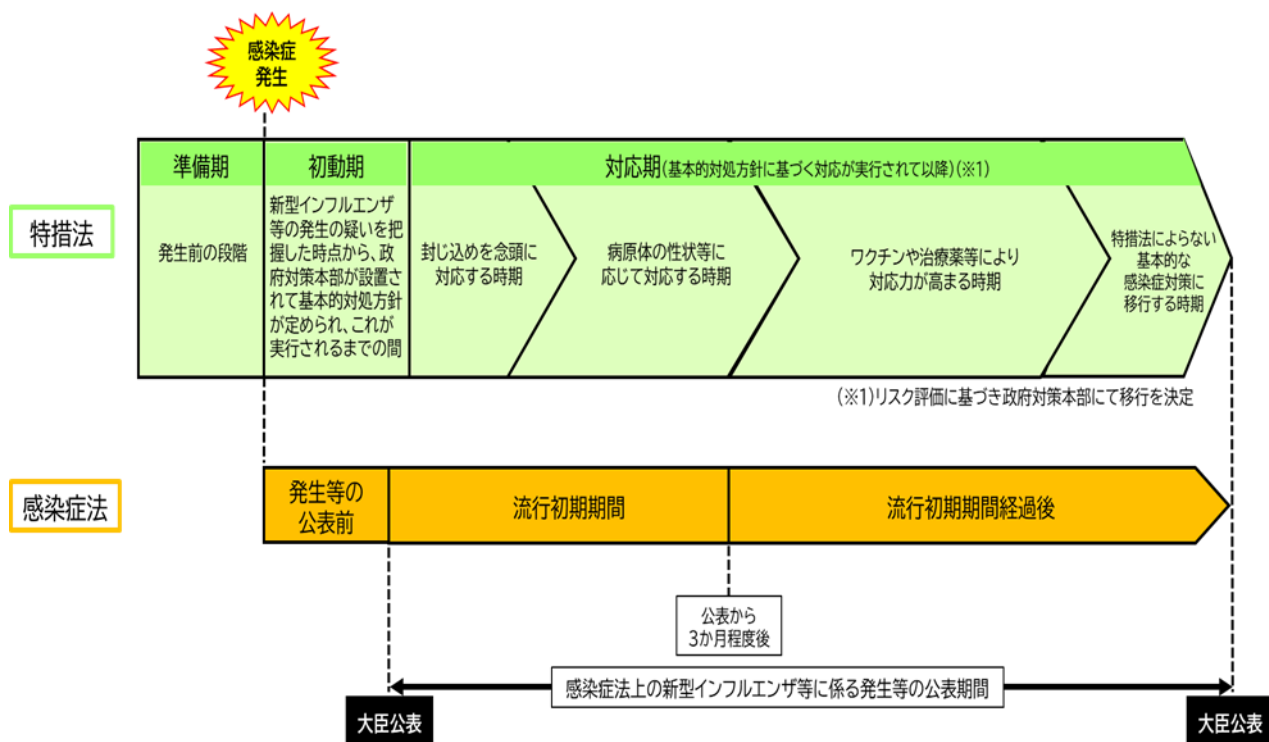 感染症
発生
準備期
初動期
対応期(基本的対処方針に基づく対応が実行されて以降)(※1)
特措法
発生前の段階
新型インフルエンザ
等の発生の疑いを把
握した時点から、政
府対策本部が設置さ
れて基本的対処方針
が定められ、これが
実行されるまでの間
封じ込めを念頭に
対応する時期
病原体の性状等に
応じて対応する時期
ワクチンや治療薬等により
対応力が高まる時期
特措法によらない
基本的な
感染症対策に
移行する時期
(※1)リスク評価に基づき政府対策本部にて移行を決定
感染症法
発生等の
公表前
流行初期期間
流行初期期間経過後
公表から
3か月程度後
感染症法上の新型インフルエンザ等に係る発生等の公表期間
大臣公表
大臣公表